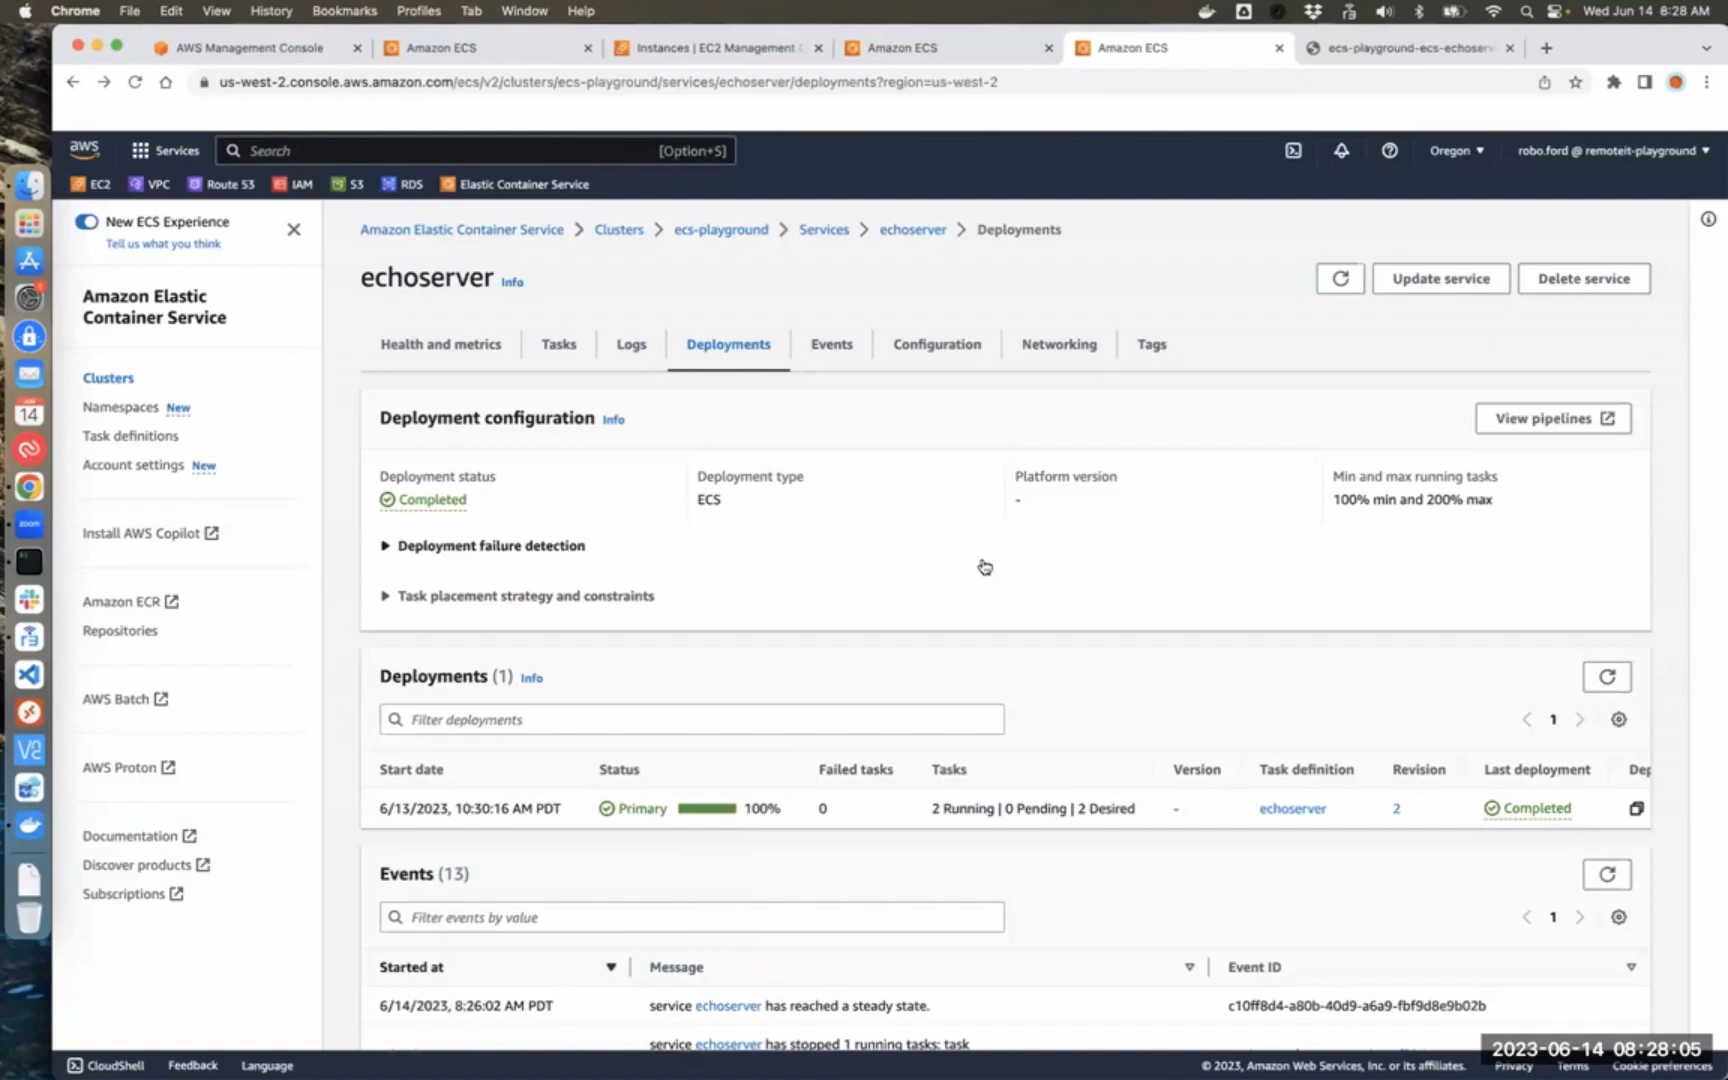 Chrome File Edit View History Bookmarks Profiles Tab Window Help Wed Jun 14 8:28 AM
AWS Management Console Amazon ECS Instances | EC2 Management C Amazon ECS Amazon ECS ecs-playground-ecs-echoserv
us-west-2.console.aws.amazon.com/ecs/v2/clusters/ecs-playground/services/echoserver/deployments?region=us-west-2
aws Services Search [Option+S] Oregon robo.ford @ remoteit-playground
EC2 VPC Route 53 IAM S3 RDS Elastic Container Service
New ECS Experience
Tell us what you think
Amazon Elastic
Container Service
Clusters
Namespaces New
Task definitions
Account settings New
Install AWS Copilot
Amazon ECR
Repositories
AWS Batch
AWS Proton
Documentation
Discover products
Subscriptions
14
zoom
Amazon Elastic Container Service > Clusters > ecs-playground > Services > echoserver > Deployments
echoserver Info
Update service Delete service
Health and metrics Tasks Logs Deployments Events Configuration Networking Tags
Deployment configuration Info View pipelines
Deployment status Deployment type Platform version Min and max running tasks
Completed ECS - 100% min and 200% max
Deployment failure detection
Task placement strategy and constraints
Deployments (1) Info
Filter deployments
1
Start date Status Failed tasks Tasks Version Task definition Revision Last deployment Dep
6/13/2023, 10:30:16 AM PDT Primary 100% 0 2 Running | 0 Pending | 2 Desired - echoserver 2 Completed
Events (13)
Filter events by value
1
Started at Message Event ID
6/14/2023, 8:26:02 AM PDT service echoserver has reached a steady state. c10ff8d4-a80b-40d9-a6a9-fbf9d8e9b02b
service echoserver has stopped 1 running tasks: task
2023-06-14 08:28:05
CloudShell Feedback Language © 2023, Amazon Web Services, Inc. or its affiliates. Privacy Terms Cookie preferences